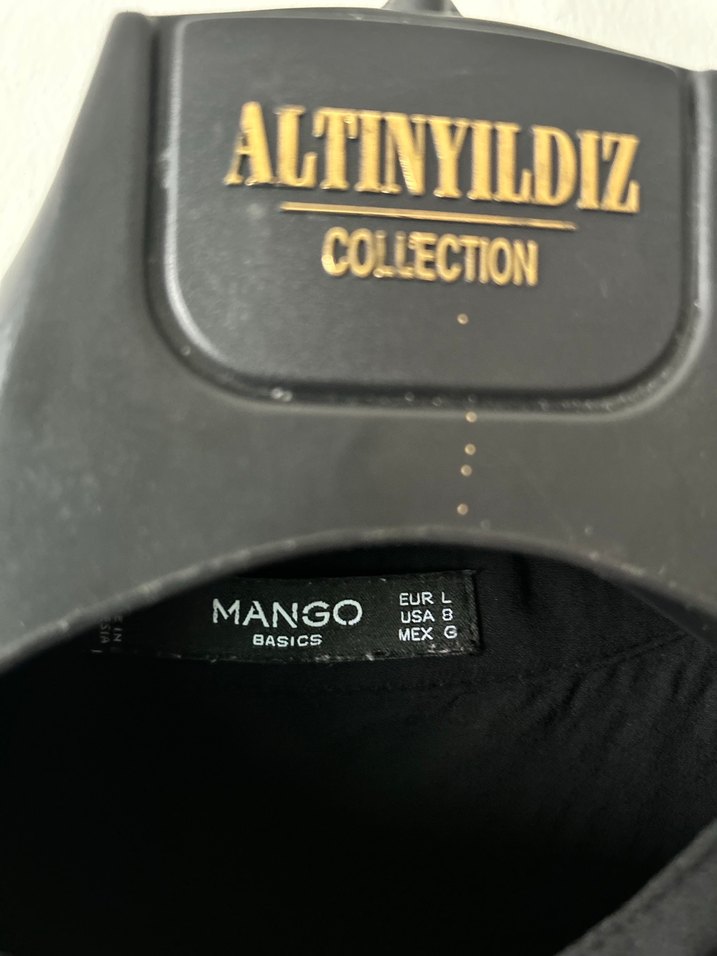 ALTINYILDIZ
COLLECTION
MANGO
BASICS
EUR L
USA 8
MEX G